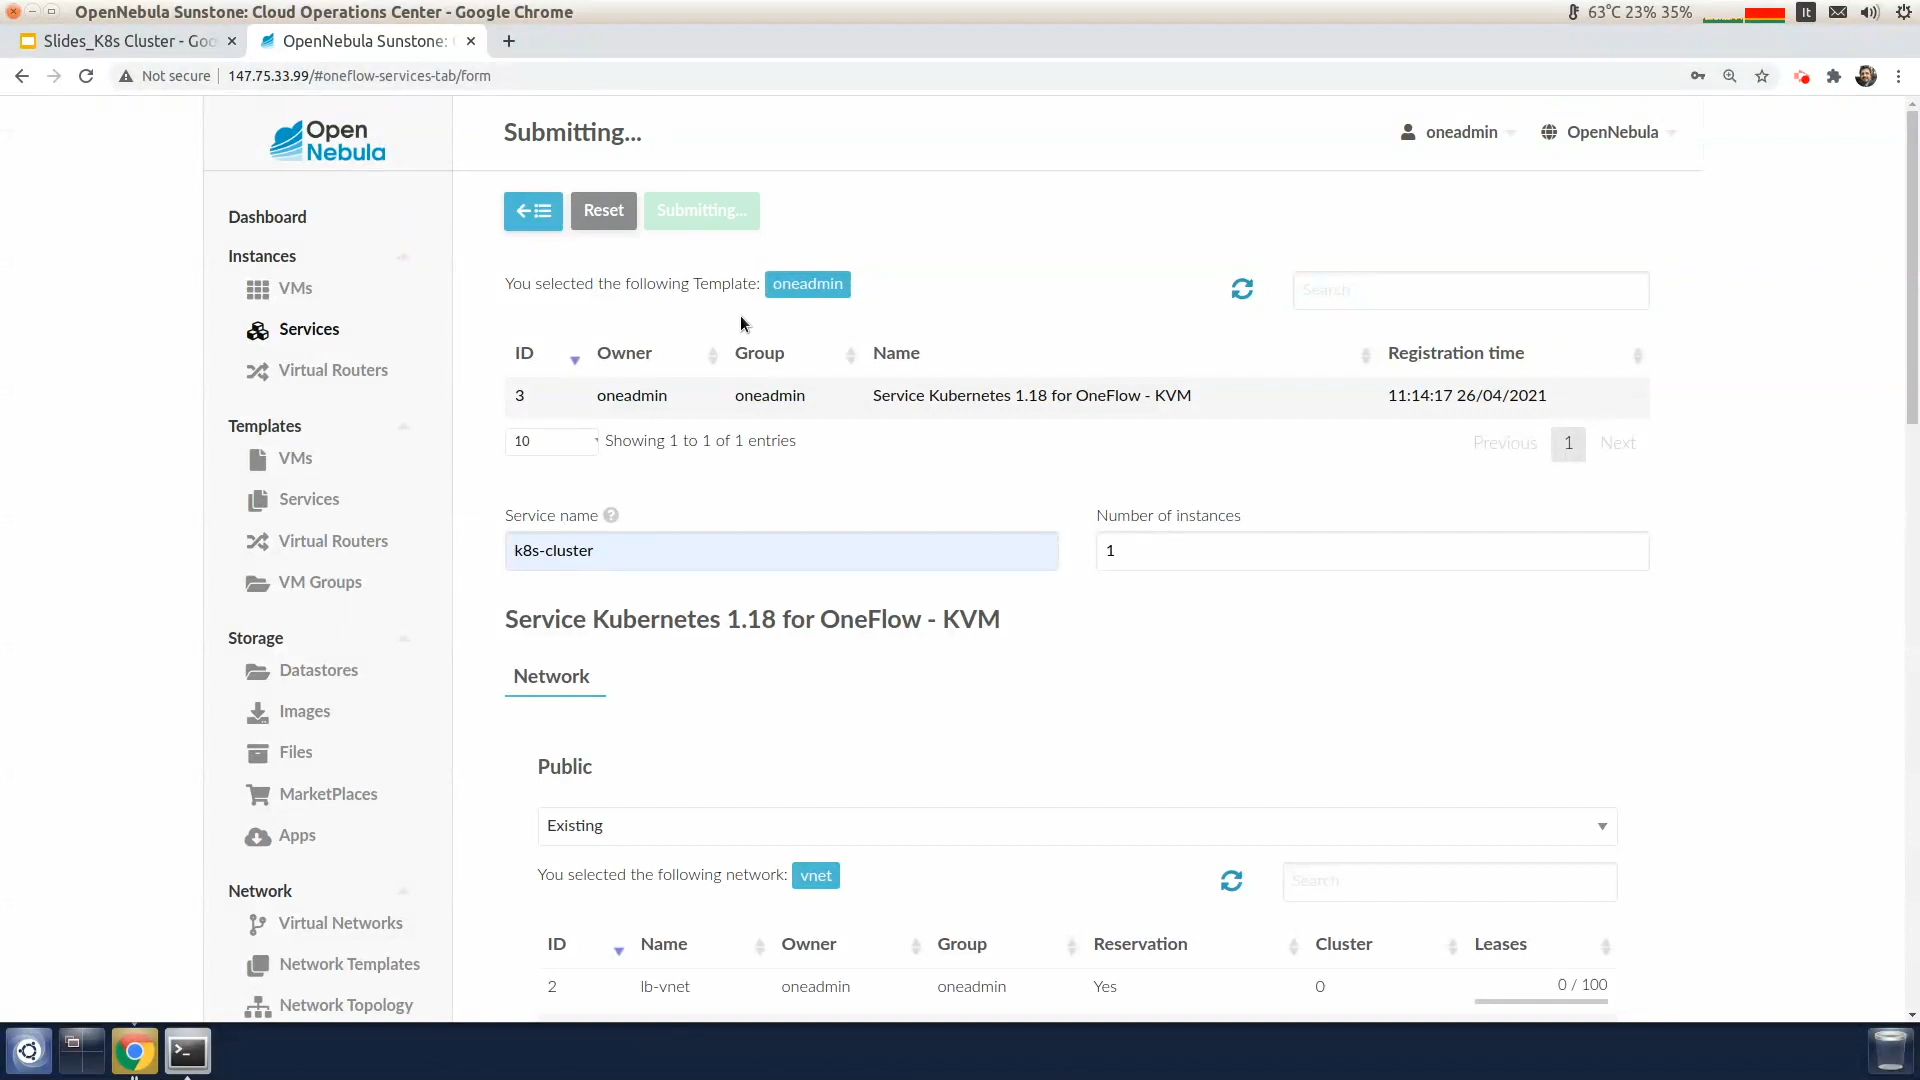 OpenNebula Sunstone: Cloud Operations Center - Google Chrome
63°C 23% 35%
It
Slides_K8s Cluster - Goo
OpenNebula Sunstone:
Not secure
147.75.33.99/#oneflow-services-tab/form
Open
Nebula
Submitting...
oneadmin
OpenNebula
Reset
Submitting...
Dashboard
Instances
VMs
Services
Virtual Routers
Templates
VMs
Services
Virtual Routers
VM Groups
Storage
Datastores
Images
Files
MarketPlaces
Apps
Network
Virtual Networks
Network Templates
Network Topology
You selected the following Template: oneadmin
Search
ID Owner Group Name Registration time
3 oneadmin oneadmin Service Kubernetes 1.18 for OneFlow - KVM 11:14:17 26/04/2021
10 Showing 1 to 1 of 1 entries
Previous 1 Next
Service name
Number of instances
k8s-cluster
1
Service Kubernetes 1.18 for OneFlow - KVM
Network
Public
Existing
You selected the following network: vnet
Search
ID Name Owner Group Reservation Cluster Leases
2 lb-vnet oneadmin oneadmin Yes 0 0 / 100